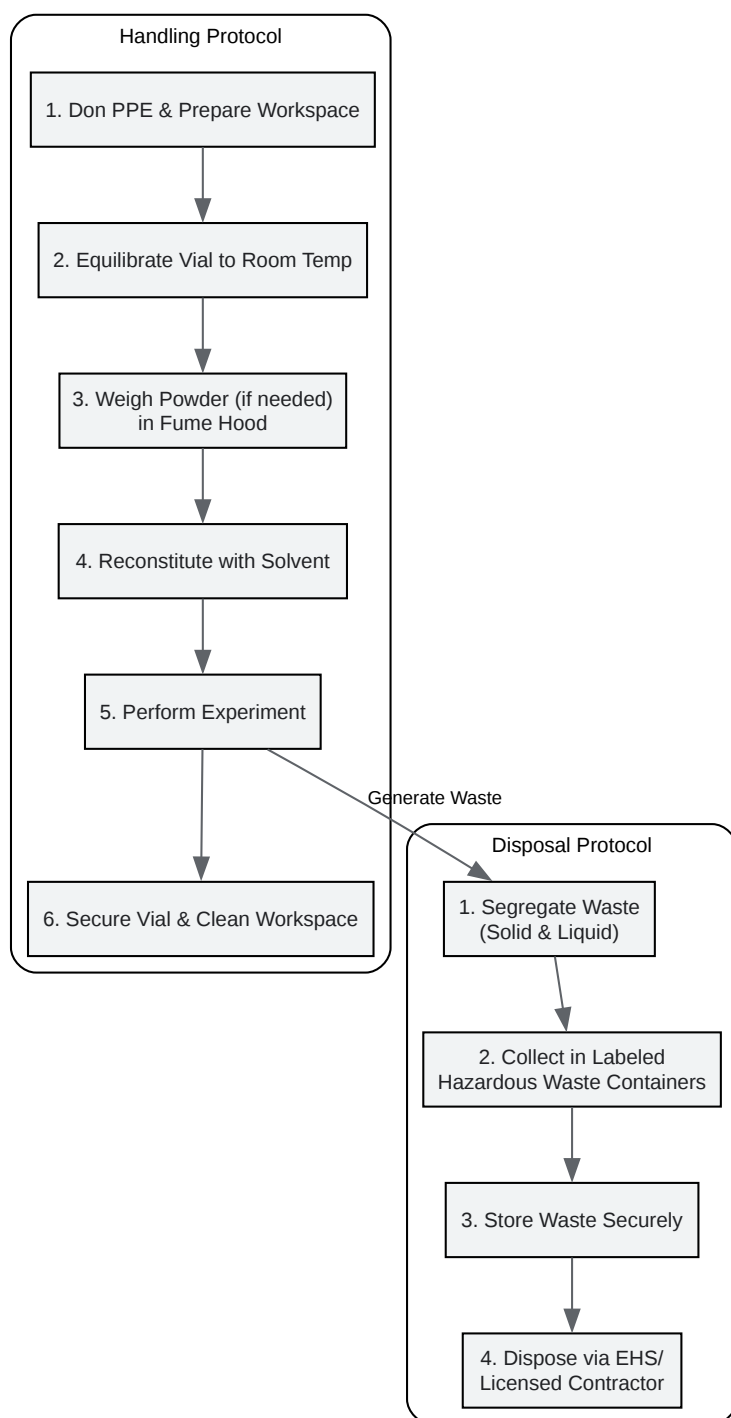 Handling Protocol
1. Don PPE & Prepare Workspace
2. Equilibrate Vial to Room Temp
3. Weigh Powder (if needed)
in Fume Hood
4. Reconstitute with Solvent
5. Perform Experiment
Generate Waste
6. Secure Vial & Clean Workspace
Disposal Protocol
1. Segregate Waste
(Solid & Liquid)
2. Collect in Labeled
Hazardous Waste Containers
3. Store Waste Securely
4. Dispose via EHS/
Licensed Contractor